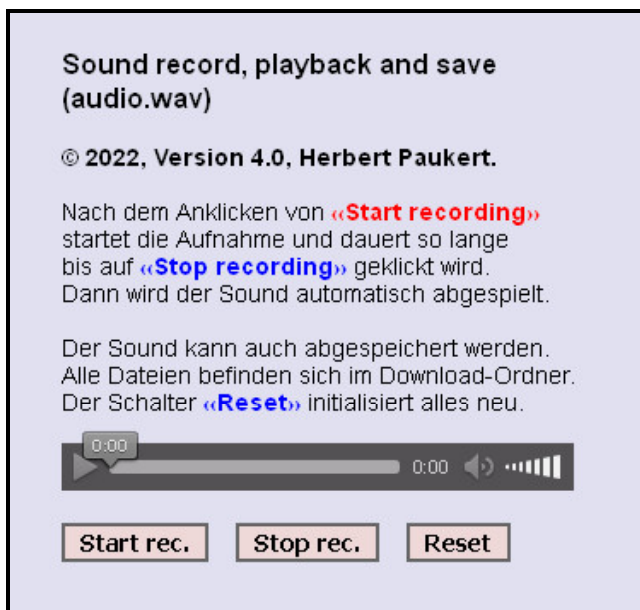 Sound record, playback and save
(audio.wav)
© 2022, Version 4.0, Herbert Paukert.
Nach dem Anklicken von «Start recording»
startet die Aufnahme und dauert so lange
bis auf «Stop recording» geklickt wird.
Dann wird der Sound automatisch abgespielt.
Der Sound kann auch abgespeichert werden.
Alle Dateien befinden sich im Download-Ordner.
Der Schalter «Reset» initialisiert alles neu.
0:00
0:00
Start rec. Stop rec. Reset